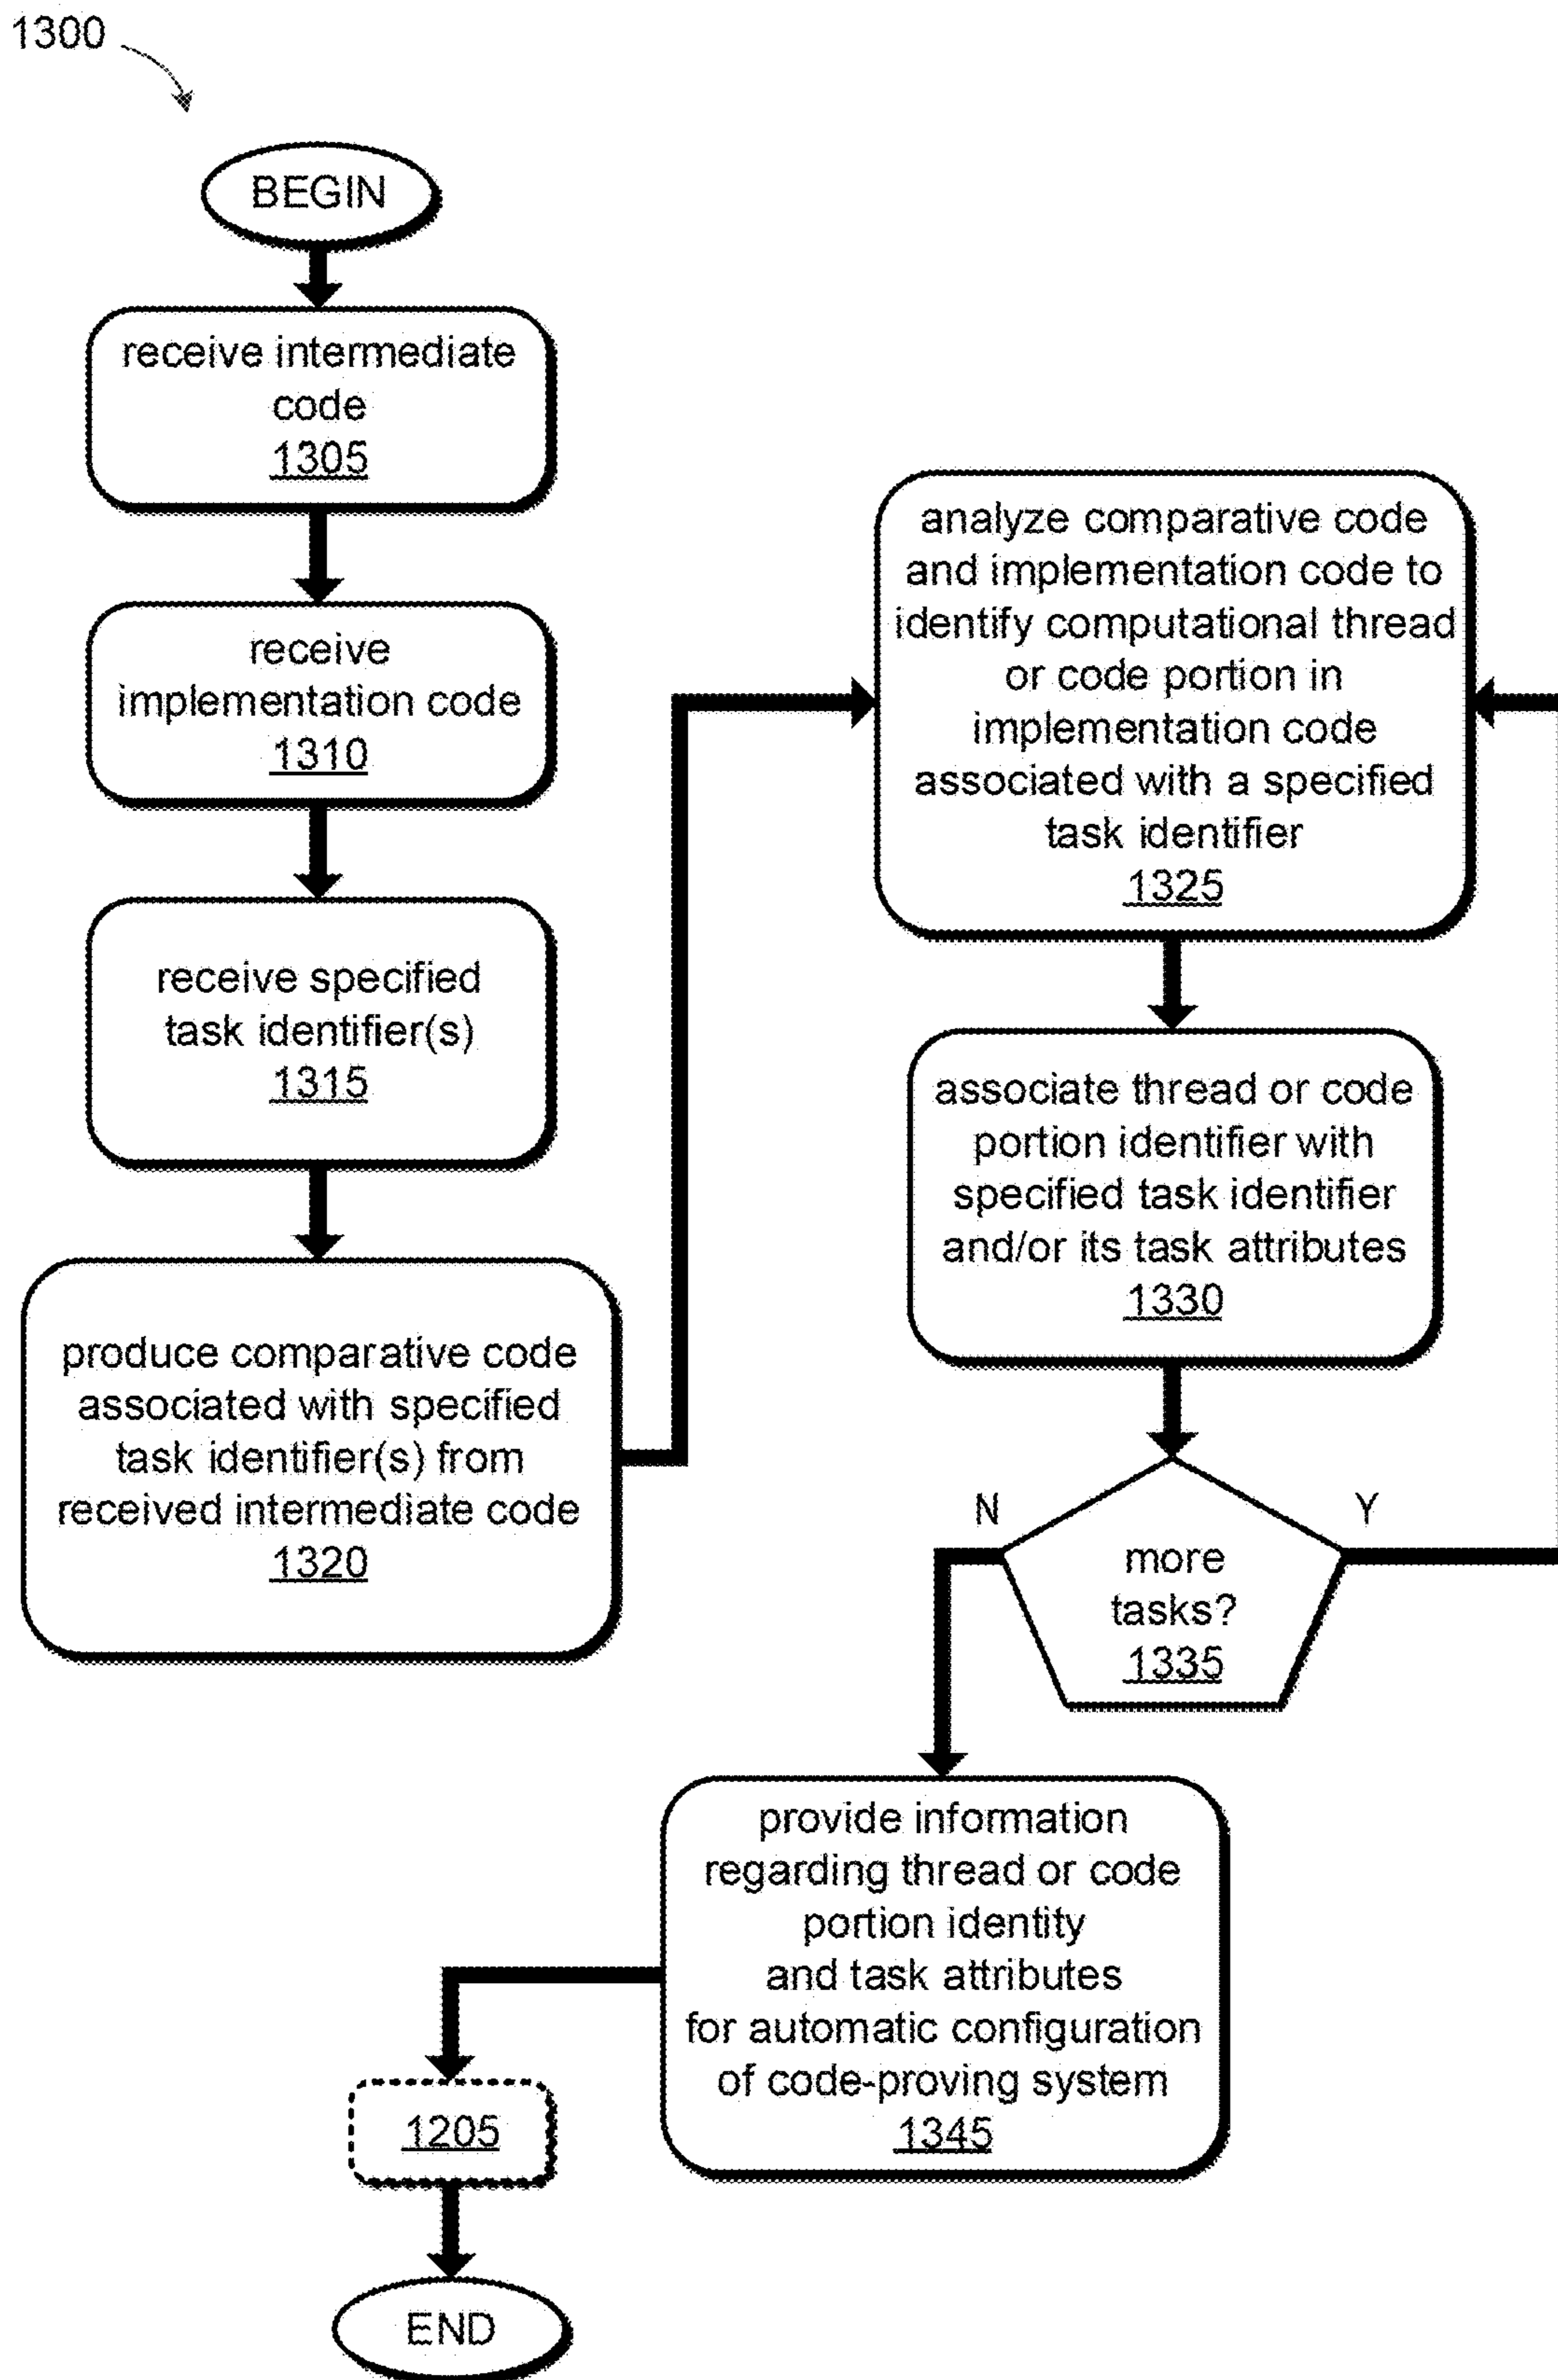 1300
BEGIN
receive intermediate
code
1305
receive
implementation code
1310
receive specified
task identifier(s)
1315
produce comparative code
associated with specified
task identifier(s) from
received intermediate code
1320
analyze comparative code
and implementation code to
identify computational thread
or code portion in
implementation code
associated with a specified
task identifier
1325
associate thread or code
portion identifier with
specified task identifier
and/or its task attributes
1330
N
Y
more
tasks?
1335
provide information
regarding thread or code
portion identity
and task attributes
for automatic configuration
of code-proving system
1345
1205
END